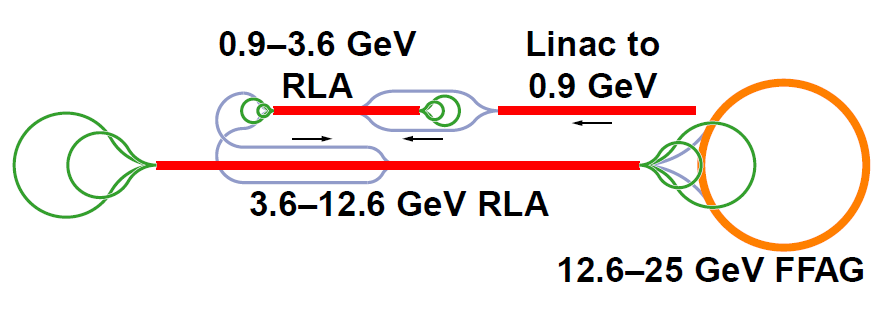 0.9–3.6 GeV
RLA
Linac to
0.9 GeV
3.6–12.6 GeV RLA
12.6–25 GeV FFAG